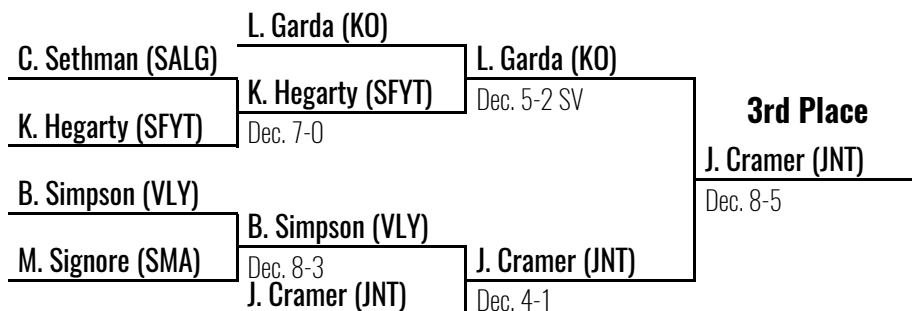 L. Garda (KO)
C. Sethman (SALG)
L. Garda (KO)
K. Hegarty (SFYT)
Dec. 5-2 SV
3rd Place
K. Hegarty (SFYT)
Dec. 7-0
J. Cramer (JNT)
B. Simpson (VLY)
Dec. 8-5
B. Simpson (VLY)
M. Signore (SMA)
Dec. 8-3
J. Cramer (JNT)
J. Cramer (JNT)
Dec. 4-1